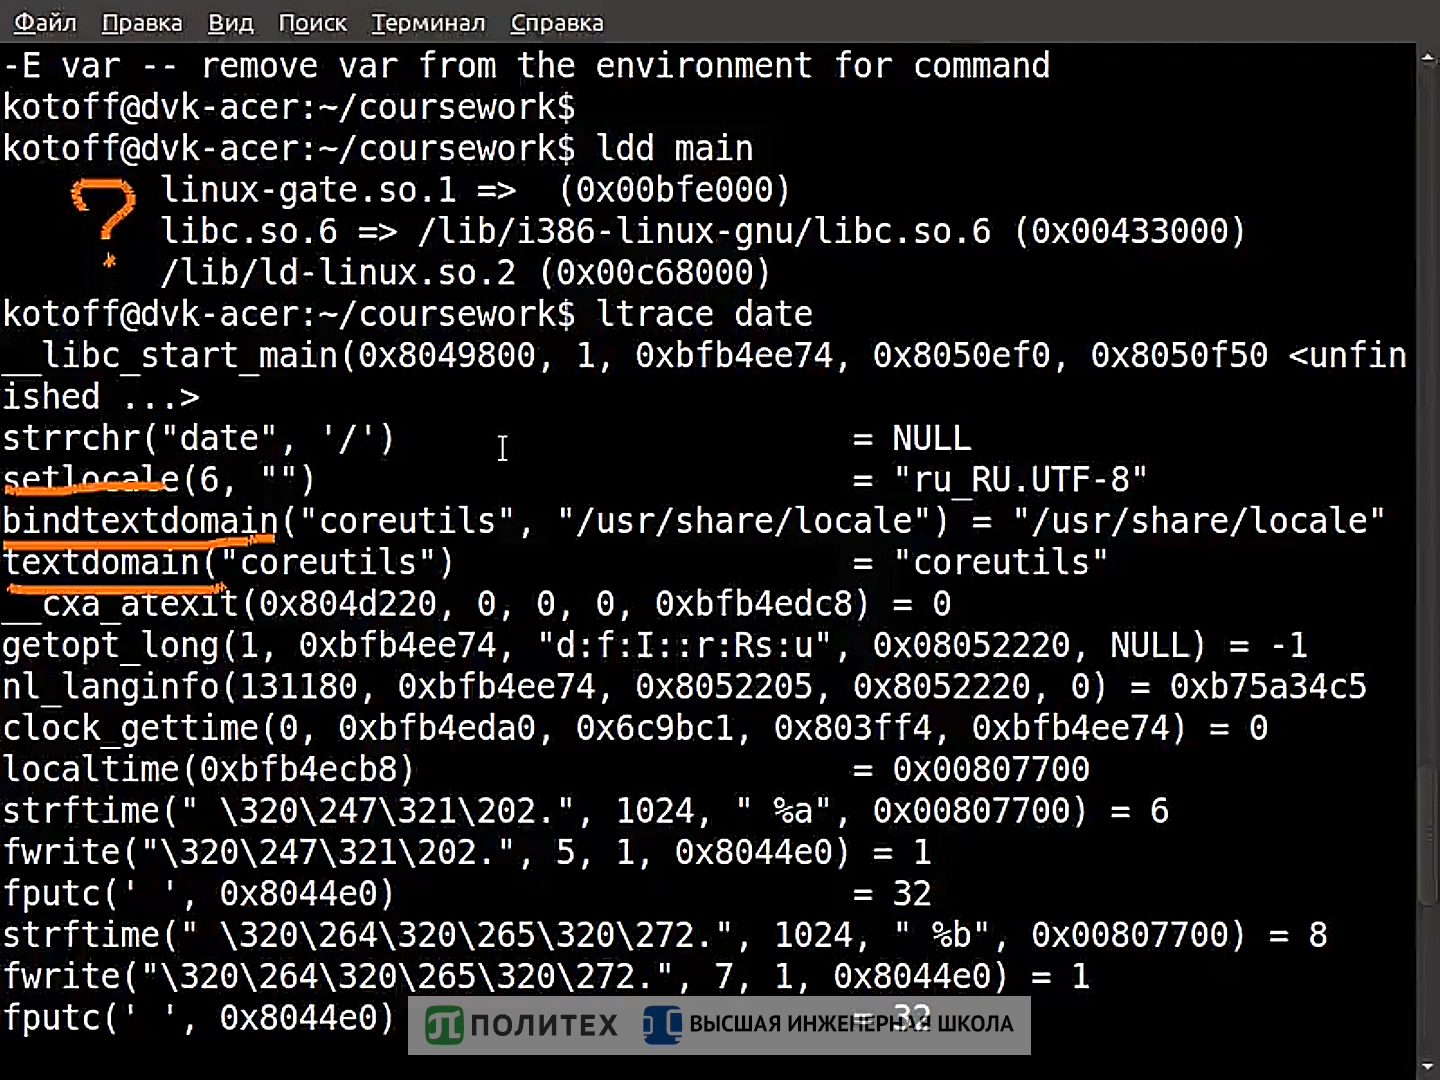 Файл Правка Вид Поиск Терминал Справка
-E var -- remove var from the environment for command
kotoff@dvk-acer:~/coursework$
kotoff@dvk-acer:~/coursework$ ldd main
? linux-gate.so.1 =>  (0x00bfe000)
libc.so.6 => /lib/i386-linux-gnu/libc.so.6 (0x00433000)
/lib/ld-linux.so.2 (0x00c68000)
kotoff@dvk-acer:~/coursework$ ltrace date
__libc_start_main(0x8049800, 1, 0xbfb4ee74, 0x8050ef0, 0x8050f50 <unfin
ished ...>
strrchr("date", '/') = NULL
setlocale(6, "") = "ru_RU.UTF-8"
bindtextdomain("coreutils", "/usr/share/locale") = "/usr/share/locale"
textdomain("coreutils") = "coreutils"
__cxa_atexit(0x804d220, 0, 0, 0, 0xbfb4edc8) = 0
getopt_long(1, 0xbfb4ee74, "d:f:I::r:Rs:u", 0x08052220, NULL) = -1
nl_langinfo(131180, 0xbfb4ee74, 0x8052205, 0x8052220, 0) = 0xb75a34c5
clock_gettime(0, 0xbfb4eda0, 0x6c9bc1, 0x803ff4, 0xbfb4ee74) = 0
localtime(0xbfb4ecb8) = 0x00807700
strftime(" \320\247\321\202.", 1024, " %a", 0x00807700) = 6
fwrite("\320\247\321\202.", 5, 1, 0x8044e0) = 1
fputc(' ', 0x8044e0) = 32
strftime(" \320\264\320\265\320\272.", 1024, " %b", 0x00807700) = 8
fwrite("\320\264\320\265\320\272.", 7, 1, 0x8044e0) = 1
fputc(' ', 0x8044e0) = 32
ПОЛИТЕХ ВЫСШАЯ ИНЖЕНЕРНАЯ ШКОЛА